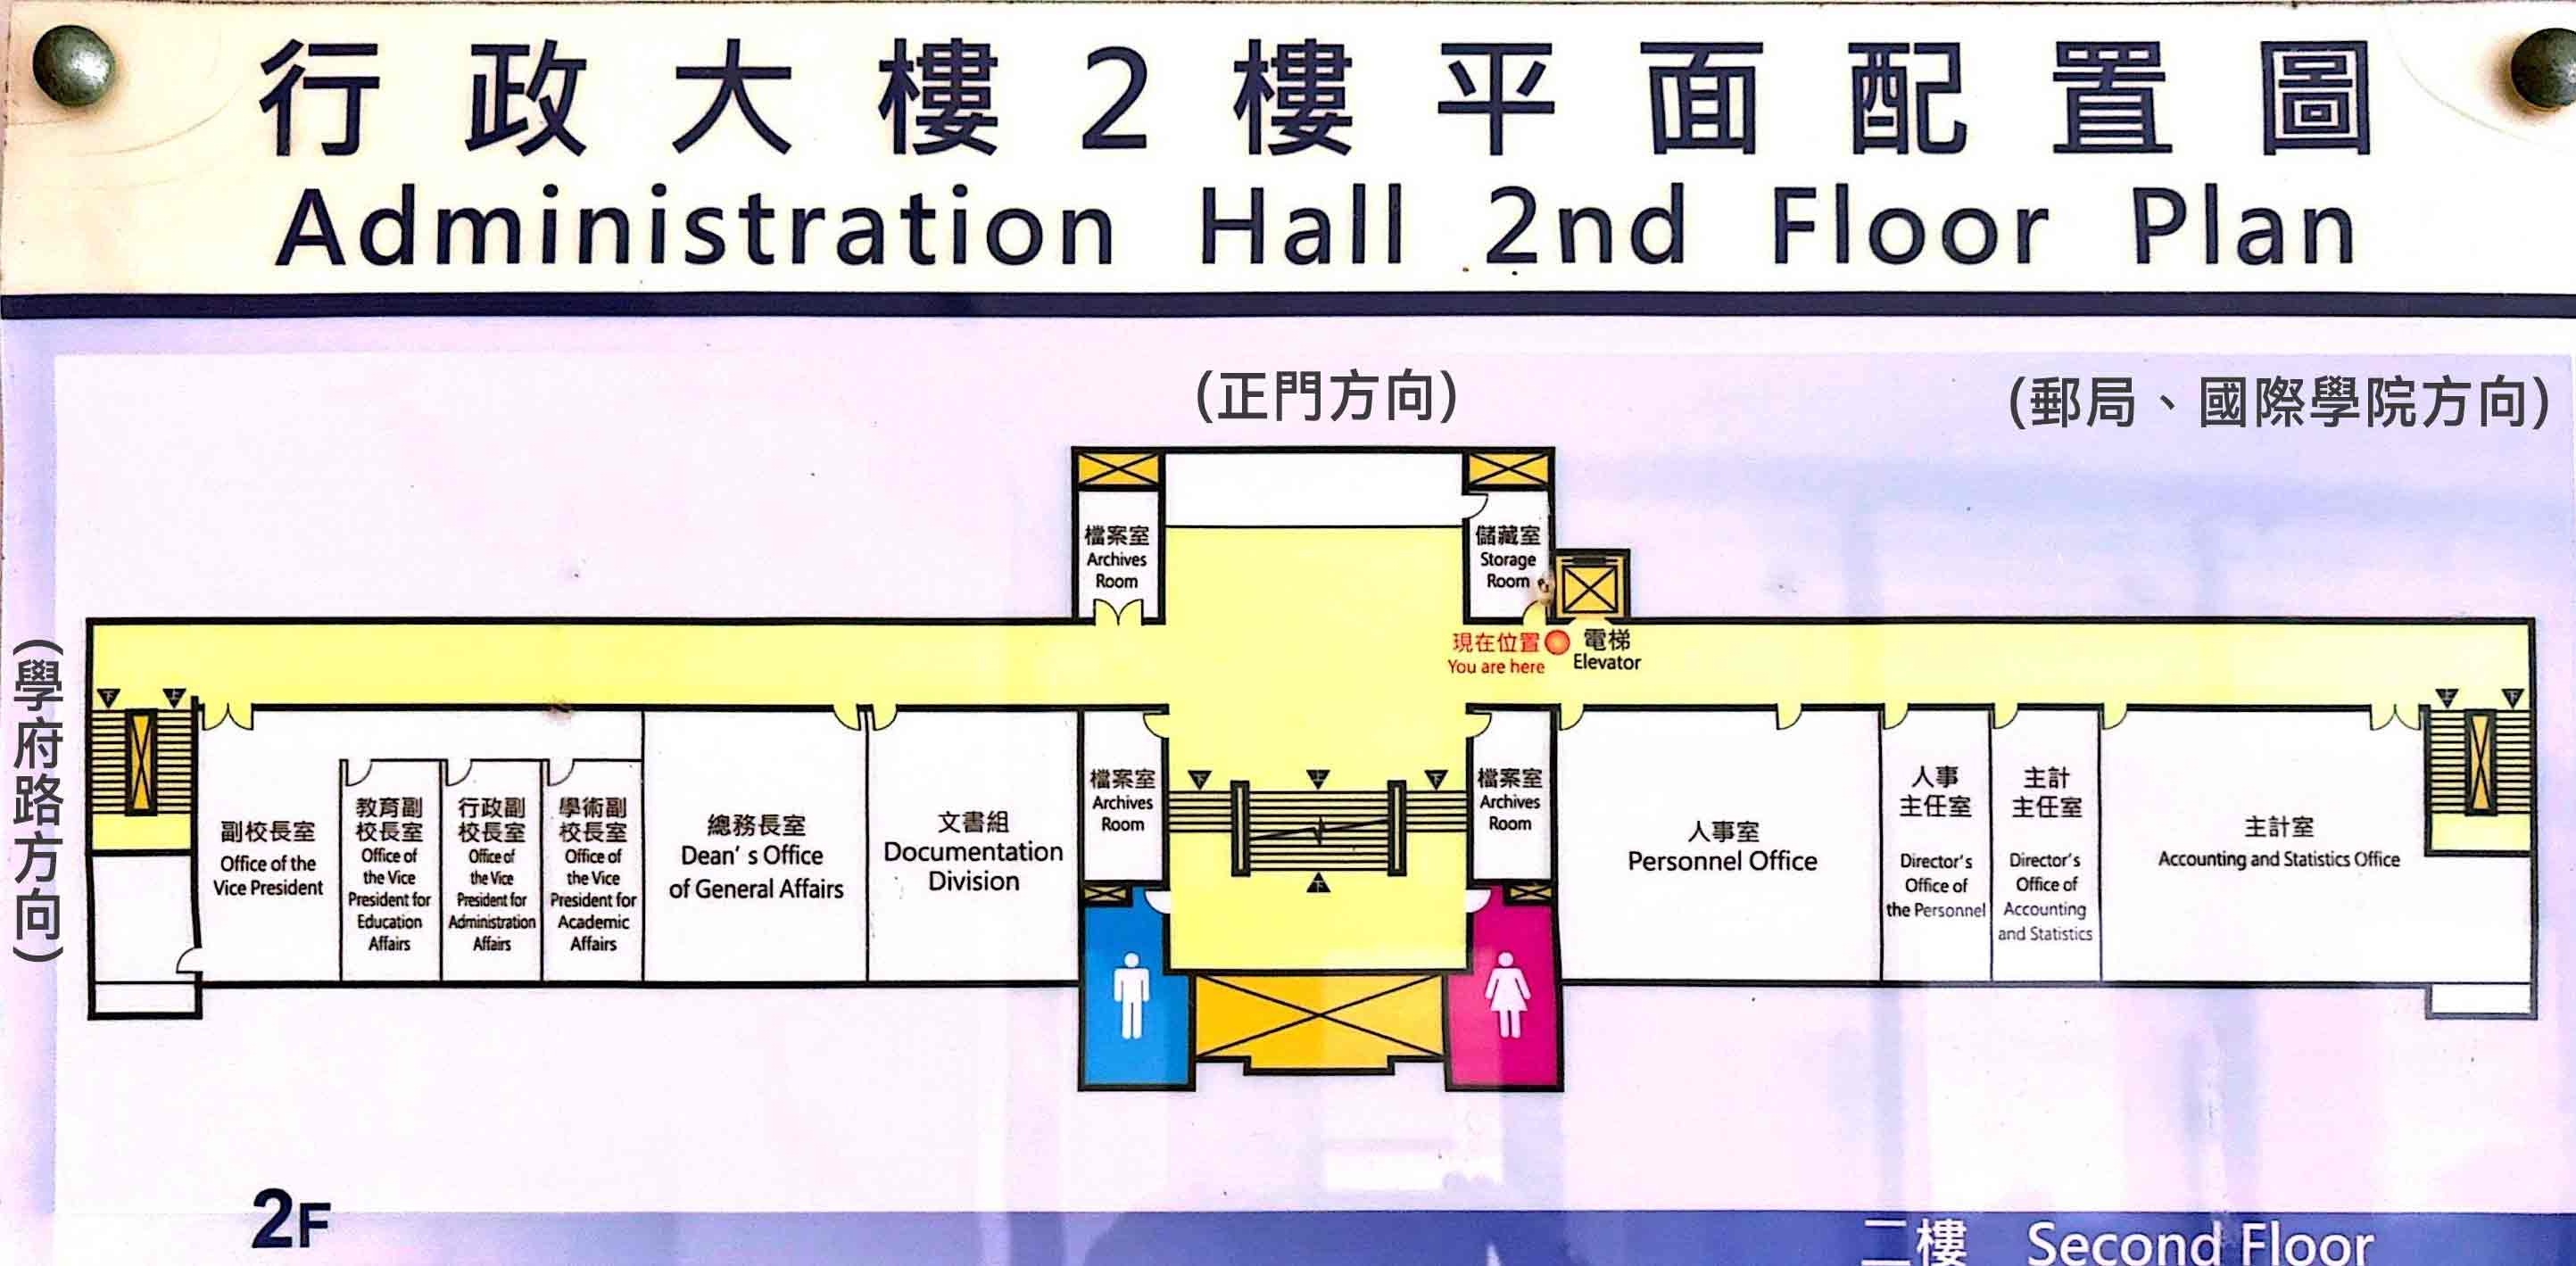 行政大樓2樓平面配置圖
Administration Hall 2nd Floor Plan
(正門方向)
(郵局、國際學院方向)
(學府路方向)
檔案室
Archives
Room
儲藏室
Storage
Room
現在位置
You are here
電梯
Elevator
下
上
上
下
副校長室
Office of the
Vice President
教育副
校長室
Office of
the Vice
President for
Education
Affairs
行政副
校長室
Office of
the Vice
President for
Administration
Affairs
學術副
校長室
Office of
the Vice
President for
Academic
Affairs
總務長室
Dean's Office
of General Affairs
文書組
Documentation
Division
檔案室
Archives
Room
下
上
下
下
檔案室
Archives
Room
人事室
Personnel Office
人事
主任室
Director's
Office of
the Personnel
主計
主任室
Director's
Office of
Accounting
and Statistics
主計室
Accounting and Statistics Office
2F
二樓 Second Floor